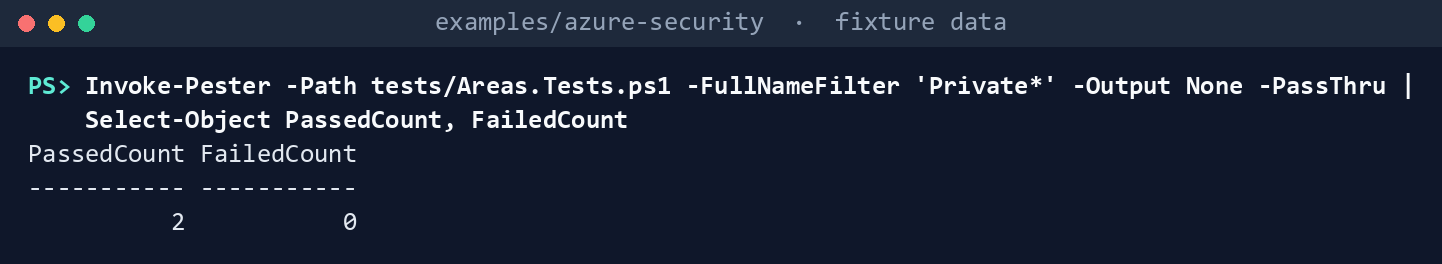 examples/azure-security · fixture data
PS> Invoke-Pester -Path tests/Areas.Tests.ps1 -FullNameFilter 'Private*' -Output None -PassThru |
    Select-Object PassedCount, FailedCount
PassedCount FailedCount
----------- -----------
          2           0